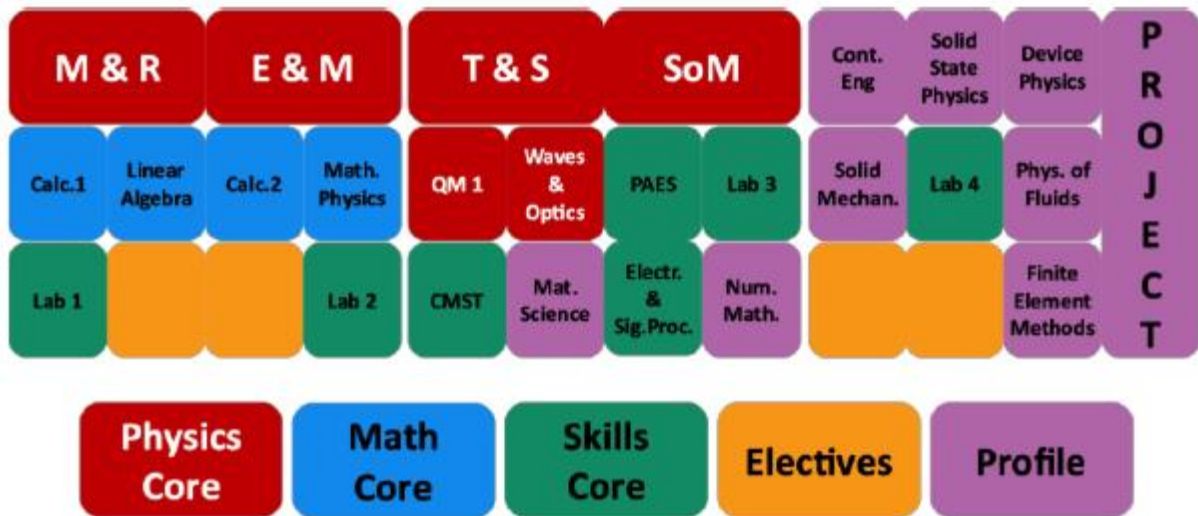 M & R
E & M
T & S
SoM
Cont.
Eng
Solid
State
Physics
Device
Physics
PROJECT
Calc.1
Linear
Algebra
Calc.2
Math.
Physics
QM 1
Waves
&
Optics
PAES
Lab 3
Solid
Mechan.
Lab 4
Phys. of
Fluids
Lab 1
Lab 2
CMST
Mat.
Science
Electr.
&
Sig.Proc.
Num.
Math.
Finite
Element
Methods
Physics
Core
Math
Core
Skills
Core
Electives
Profile